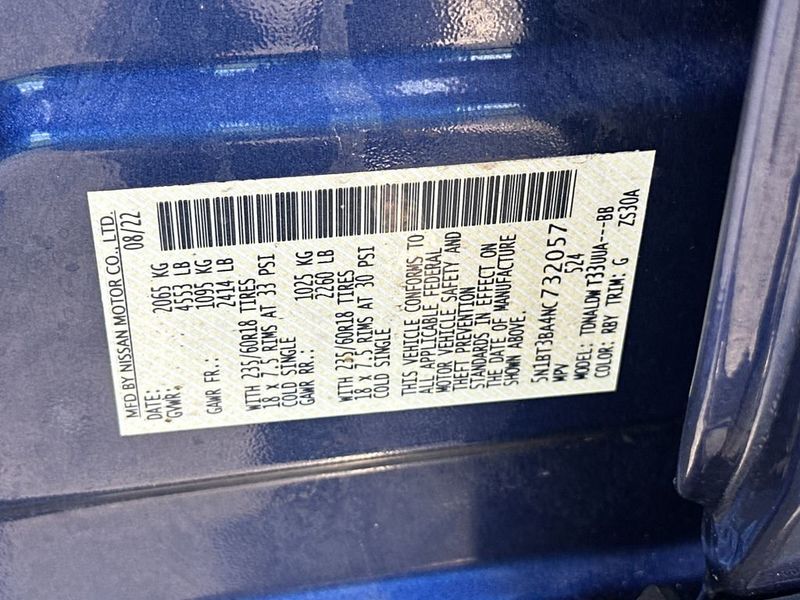 MFD BY NISSAN MOTOR CO., LTD.
DATE: 08/22
GVWR: 2065 KG
4553 LB
GAWR FR.: 1095 KG
2414 LB
WITH 235/60R18 TIRES
18 x 7.5 RIMS AT 33 PSI
COLD SINGLE
GAWR RR.: 1025 KG
2260 LB
WITH 235/60R18 TIRES
18 x 7.5 RIMS AT 30 PSI
COLD SINGLE
THIS VEHICLE CONFORMS TO
ALL APPLICABLE FEDERAL
MOTOR VEHICLE SAFETY AND
THEFT PREVENTION
STANDARDS IN EFFECT ON
THE DATE OF MANUFACTURE
SHOWN ABOVE.
5N1BT3BA4NC732057
MPV S24
MODEL: TDNALDW T33UUA---BB
COLOR: RBY TRIM: G ZS30A